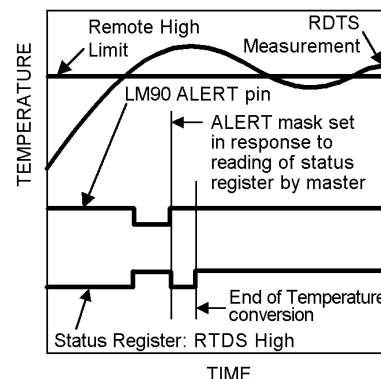 Remote High
Limit
RDTS
Measurement
TEMPERATURE
LM90 ALERT pin
ALERT mask set
in response to
reading of status
register by master
End of Temperature
conversion
Status Register: RTDS High
TIME